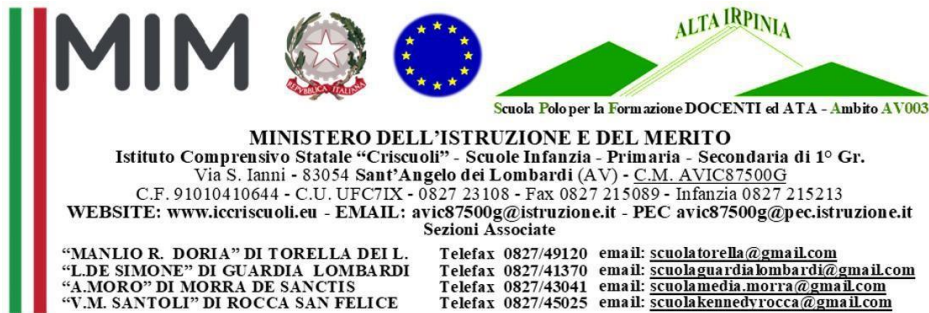 MIM
REPVBBLICA ITALIANA
ALTA IRPINIA
Scuola Polo per la Formazione DOCENTI ed ATA - Ambito AV003
MINISTERO DELL'ISTRUZIONE E DEL MERITO
Istituto Comprensivo Statale “Criscuoli” - Scuole Infanzia - Primaria - Secondaria di 1° Gr.
Via S. Ianni - 83054 Sant'Angelo dei Lombardi (AV) - C.M. AVIC87500G
C.F. 91010410644 - C.U. UFC7IX - 0827 23108 - Fax 0827 215089 - Infanzia 0827 215213
WEBSITE: www.iccriscuoli.eu - EMAIL: avic87500g@istruzione.it - PEC avic87500g@pec.istruzione.it
Sezioni Associate
“MANLIO R. DORIA” DI TORELLA DEI L. Telefax 0827/49120 email: scuolatorella@gmail.com
“L.DE SIMONE” DI GUARDIA LOMBARDI Telefax 0827/41370 email: scuolaguardialombardi@gmail.com
“A.MORO” DI MORRA DE SANCTIS Telefax 0827/43041 email: scuolamedia.morra@gmail.com
“V.M. SANTOLI” DI ROCCA SAN FELICE Telefax 0827/45025 email: scuolakennedyrocca@gmail.com